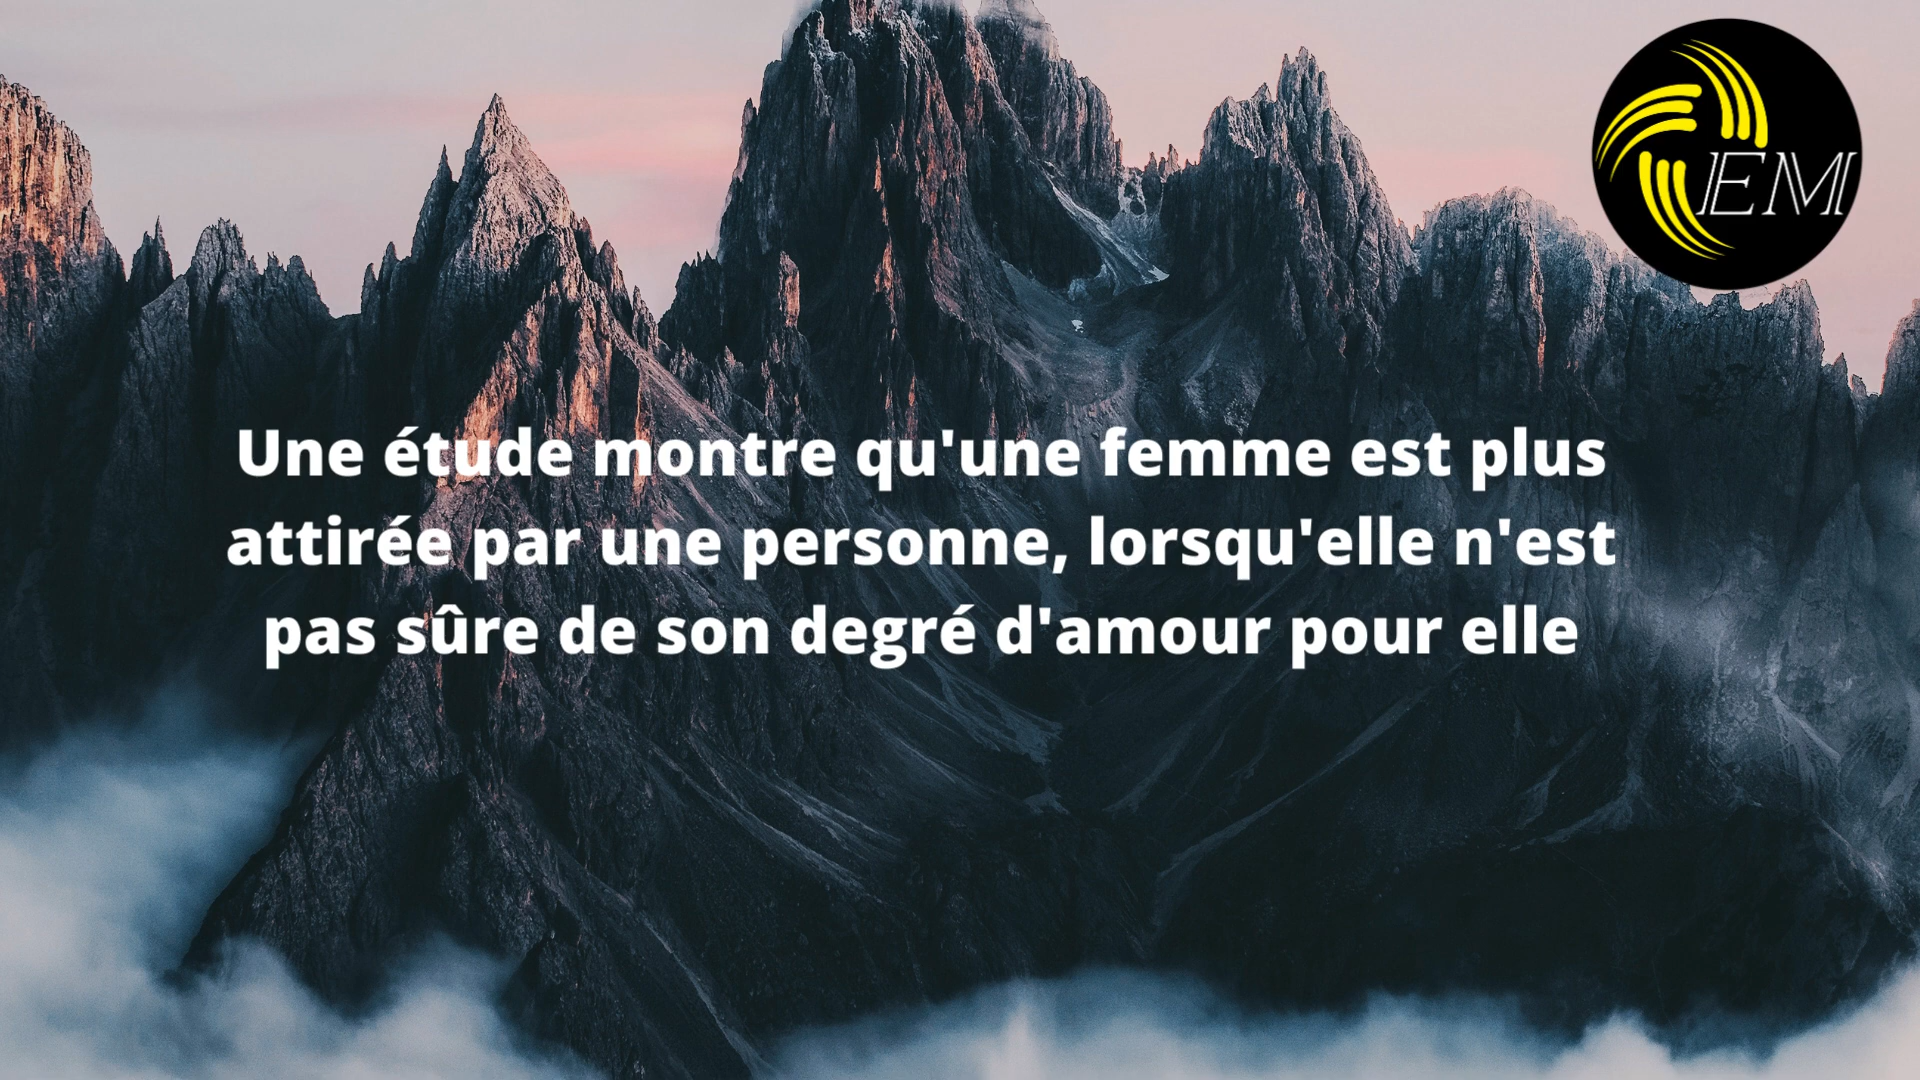 EM
Une étude montre qu'une femme est plus
attirée par une personne, lorsqu'elle n'est
pas sûre de son degré d'amour pour elle